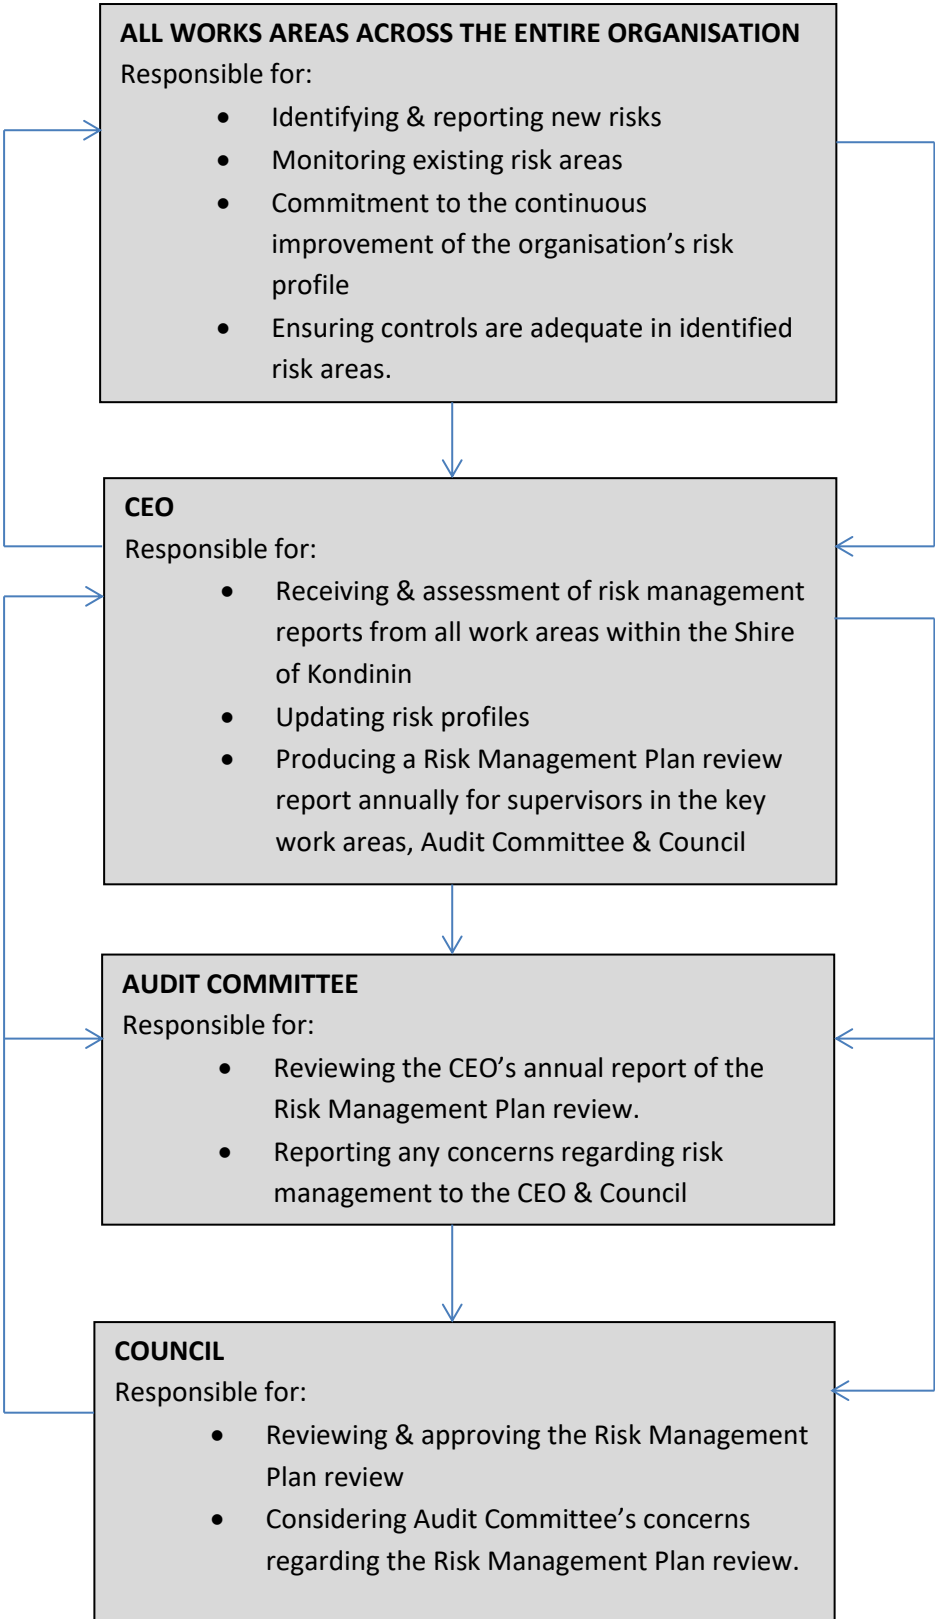 ALL WORKS AREAS ACROSS THE ENTIRE ORGANISATION
Responsible for:
• Identifying & reporting new risks
• Monitoring existing risk areas
• Commitment to the continuous
improvement of the organisation’s risk
profile
• Ensuring controls are adequate in identified
risk areas.
CEO
Responsible for:
• Receiving & assessment of risk management
reports from all work areas within the Shire
of Kondinin
• Updating risk profiles
• Producing a Risk Management Plan review
report annually for supervisors in the key
work areas, Audit Committee & Council
AUDIT COMMITTEE
Responsible for:
• Reviewing the CEO’s annual report of the
Risk Management Plan review.
• Reporting any concerns regarding risk
management to the CEO & Council
COUNCIL
Responsible for:
• Reviewing & approving the Risk Management
Plan review
• Considering Audit Committee’s concerns
regarding the Risk Management Plan review.